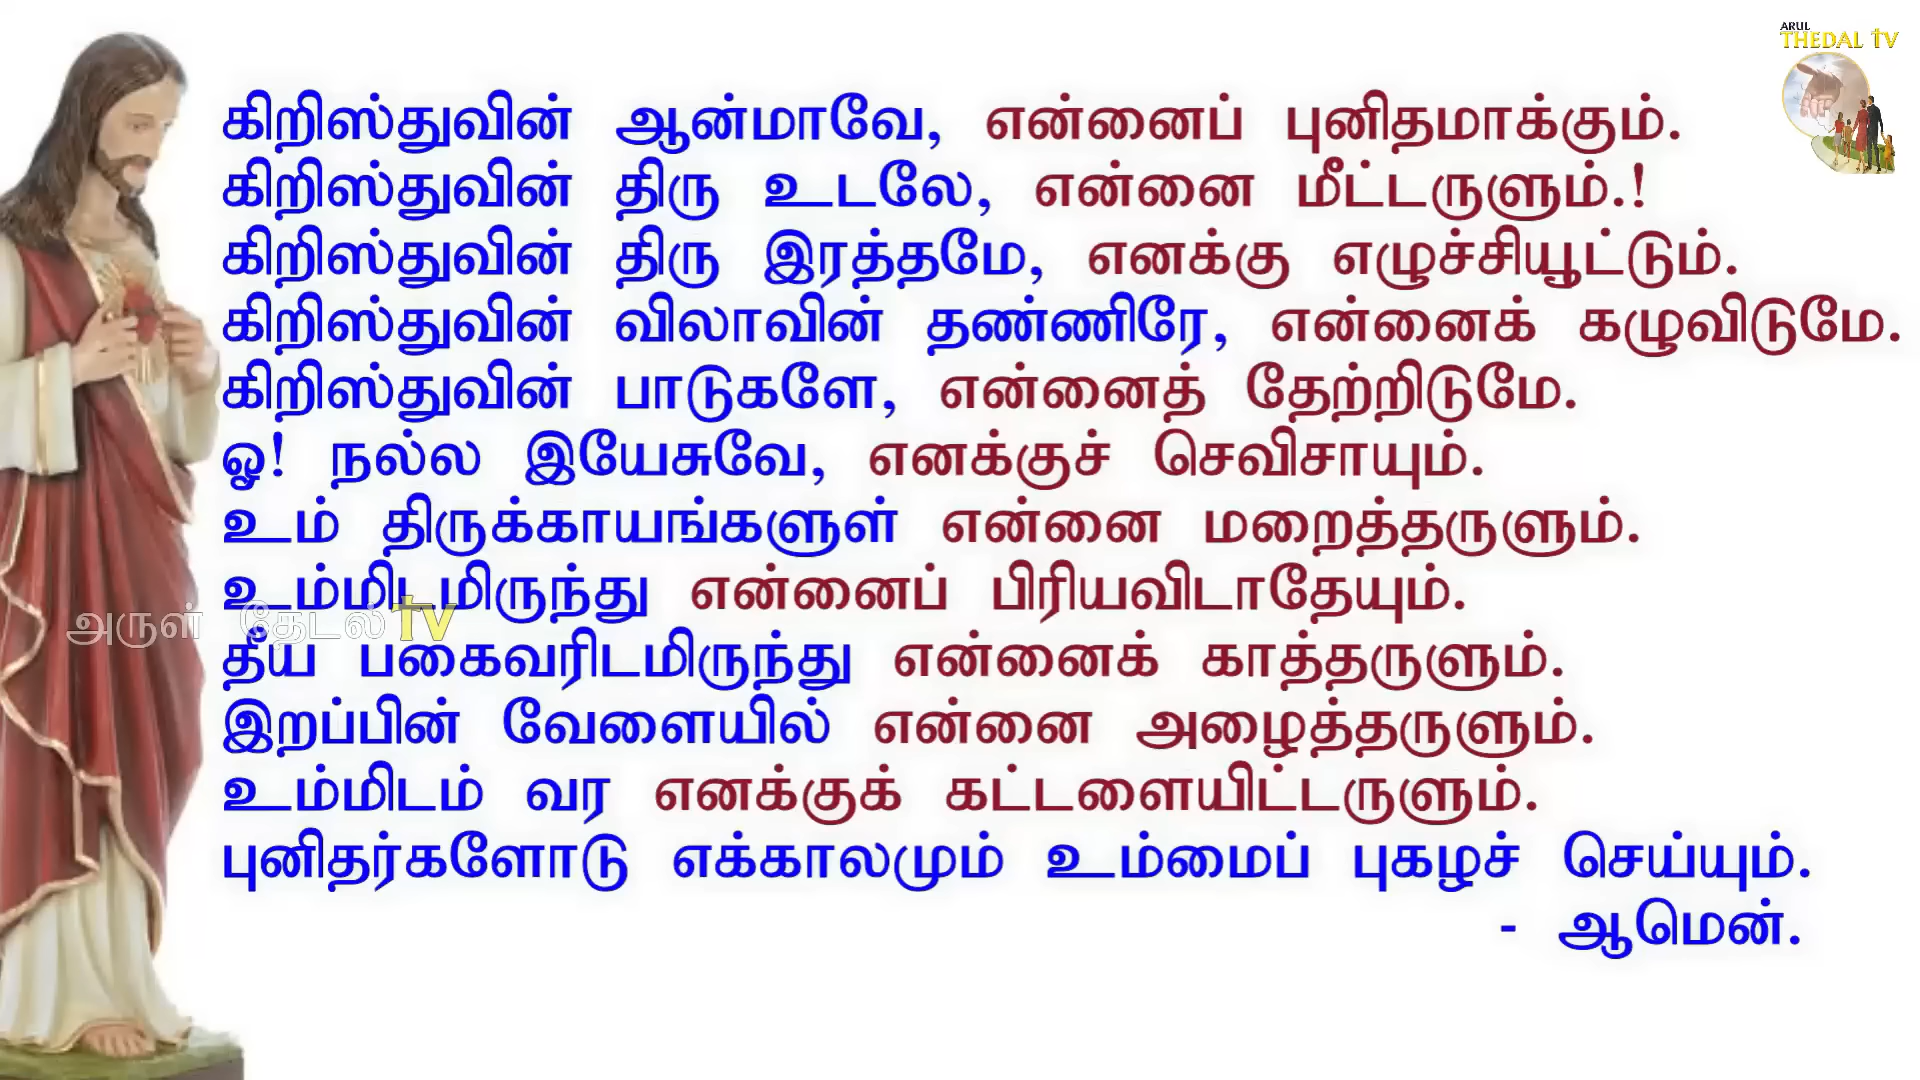 ARUL
THEDAL TV
கிறிஸ்துவின் ஆன்மாவே, என்னைப் புனிதமாக்கும்.
கிறிஸ்துவின் திரு உடலே, என்னை மீட்டருளும்.!
கிறிஸ்துவின் திரு இரத்தமே, எனக்கு எழுச்சியூட்டும்.
கிறிஸ்துவின் விலாவின் தண்ணிரே, என்னைக் கழுவிடுமே.
கிறிஸ்துவின் பாடுகளே, என்னைத் தேற்றிடுமே.
ஓ! நல்ல இயேசுவே, எனக்குச் செவிசாயும்.
உம் திருக்காயங்களுள் என்னை மறைத்தருளும்.
உம்மிடமிருந்து என்னைப் பிரியவிடாதேயும்.
அருள் தேடல் TV
தீய பகைவரிடமிருந்து என்னைக் காத்தருளும்.
இறப்பின் வேளையில் என்னை அழைத்தருளும்.
உம்மிடம் வர எனக்குக் கட்டளையிட்டருளும்.
புனிதர்களோடு எக்காலமும் உம்மைப் புகழச் செய்யும்.
- ஆமென்.